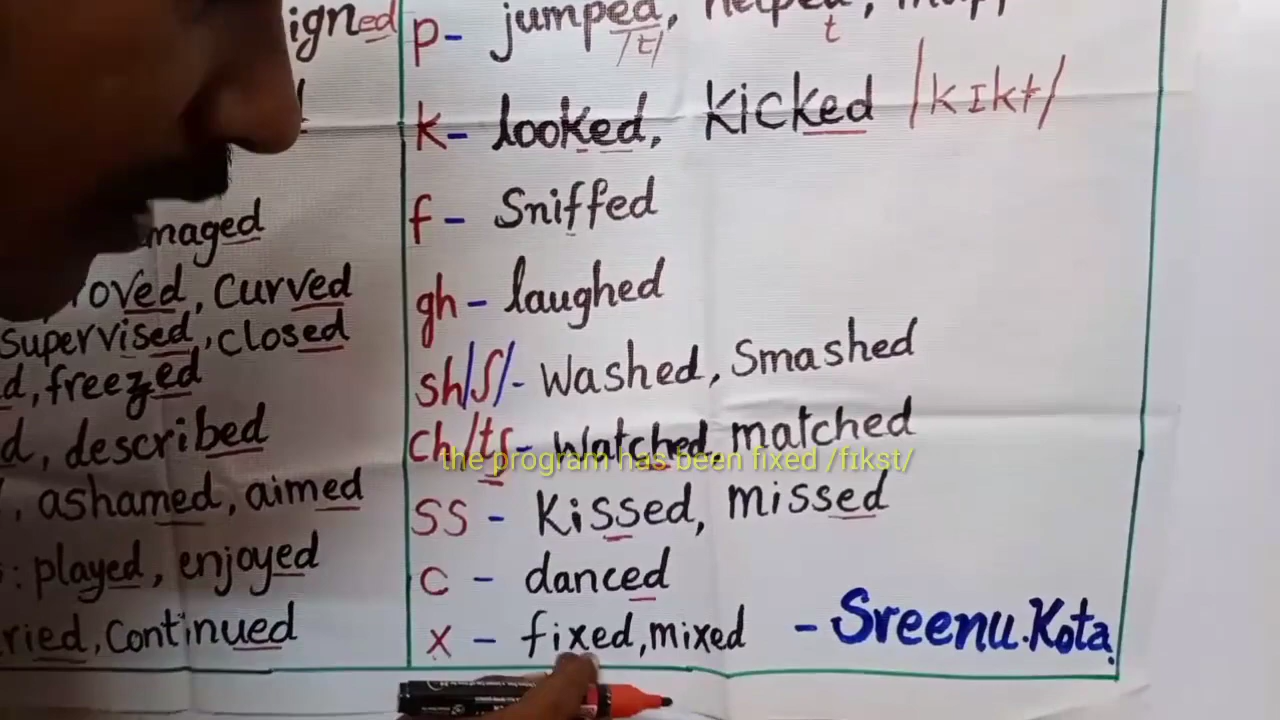 igned
maged
oved, curved
supervised, closed
d, freezed
d, described
, ashamed, aimed
: played, enjoyed
ried, continued
p- jumped, helped,
/t/ t
k- looked, kicked /kɪkt/
f- Sniffed
gh- laughed
sh/ʃ/- Washed, Smashed
ch/tʃ- Watched, matched
the program has been fixed /fɪkst/
SS - Kissed, missed
C - danced
x - fixed, mixed - Sreenu.Kota